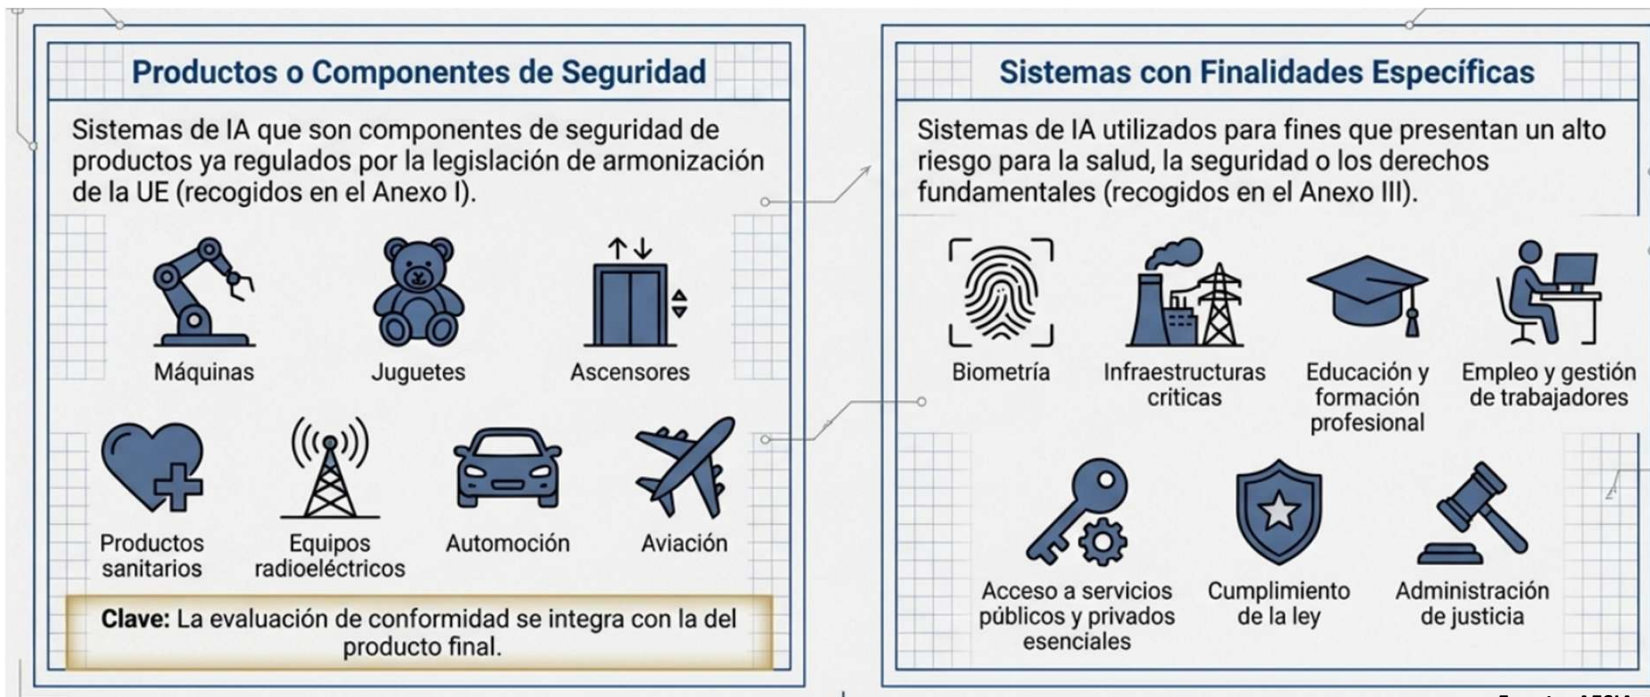 Productos o Componentes de Seguridad
Sistemas de IA que son componentes de seguridad de
productos ya regulados por la legislación de armonización
de la UE (recogidos en el Anexo I).
Máquinas
Juguetes
Ascensores
Productos
sanitarios
Equipos
radioeléctricos
Automoción
Aviación
Clave: La evaluación de conformidad se integra con la del
producto final.
Sistemas con Finalidades Específicas
Sistemas de IA utilizados para fines que presentan un alto
riesgo para la salud, la seguridad o los derechos
fundamentales (recogidos en el Anexo III).
Biometría
Infraestructuras
criticas
Educación y
formación
profesional
Empleo y gestión
de trabajadores
Acceso a servicios
públicos y privados
esenciales
Cumplimiento
de la ley
Administración
de justicia